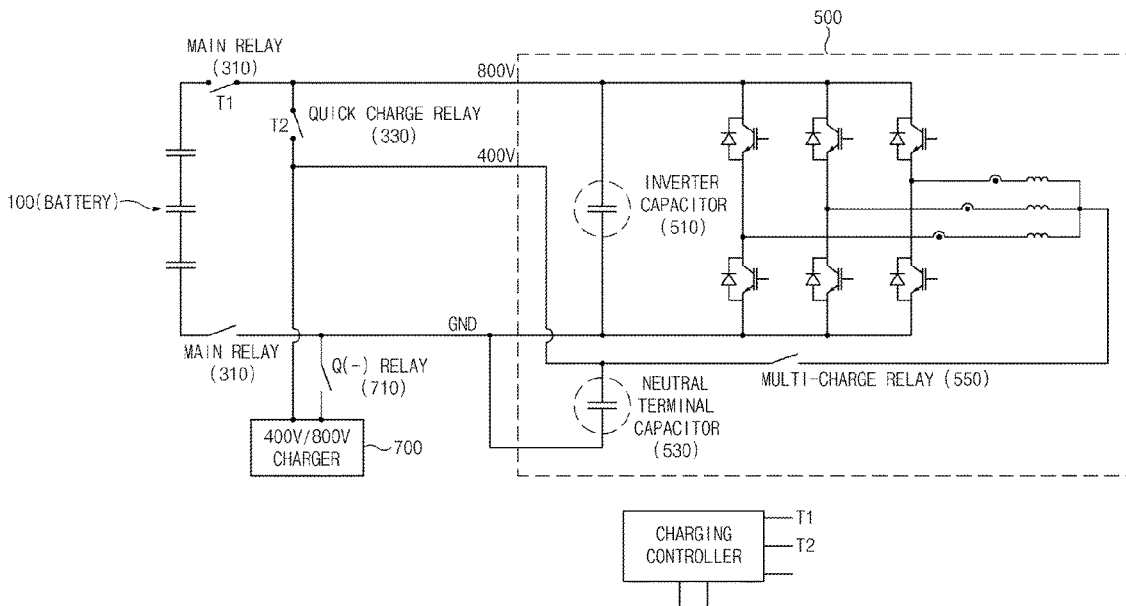 500
MAIN RELAY
(310)
T1
800V
T2
QUICK CHARGE RELAY
(330)
400V
100(BATTERY)
INVERTER
CAPACITOR
(510)
GND
MAIN RELAY
(310)
Q(-) RELAY
(710)
MULTI-CHARGE RELAY (550)
NEUTRAL
TERMINAL
CAPACITOR
(530)
400V/800V
CHARGER
700
CHARGING
CONTROLLER
T1
T2